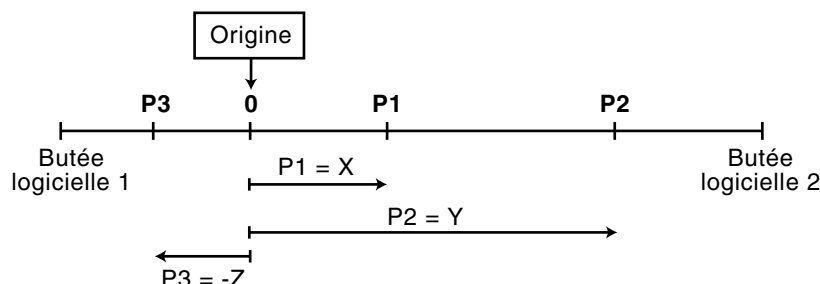 Origine
P3 0 P1 P2
Butée
logicielle 1
Butée
logicielle 2
P1 = X
P2 = Y
P3 = -Z